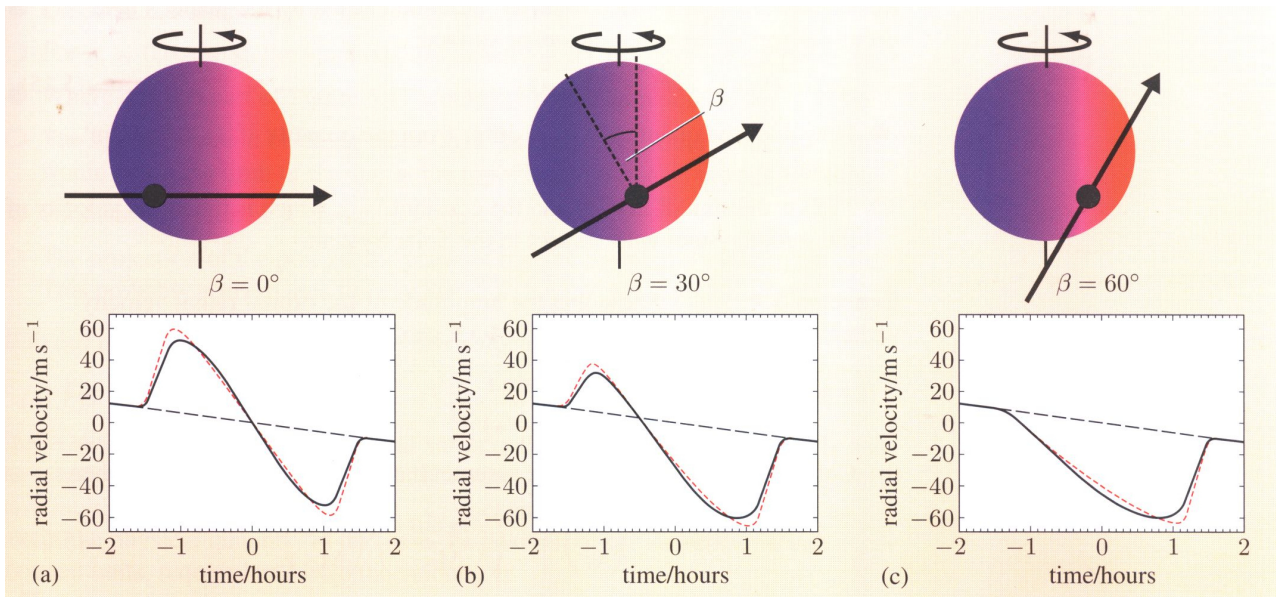 β
β = 0°
β = 30°
β = 60°
radial velocity/m s⁻¹
60
40
20
0
−20
−40
−60
−2
−1
0
1
2
(a)
time/hours
radial velocity/m s⁻¹
60
40
20
0
−20
−40
−60
−2
−1
0
1
2
(b)
time/hours
radial velocity/m s⁻¹
60
40
20
0
−20
−40
−60
−2
−1
0
1
2
(c)
time/hours